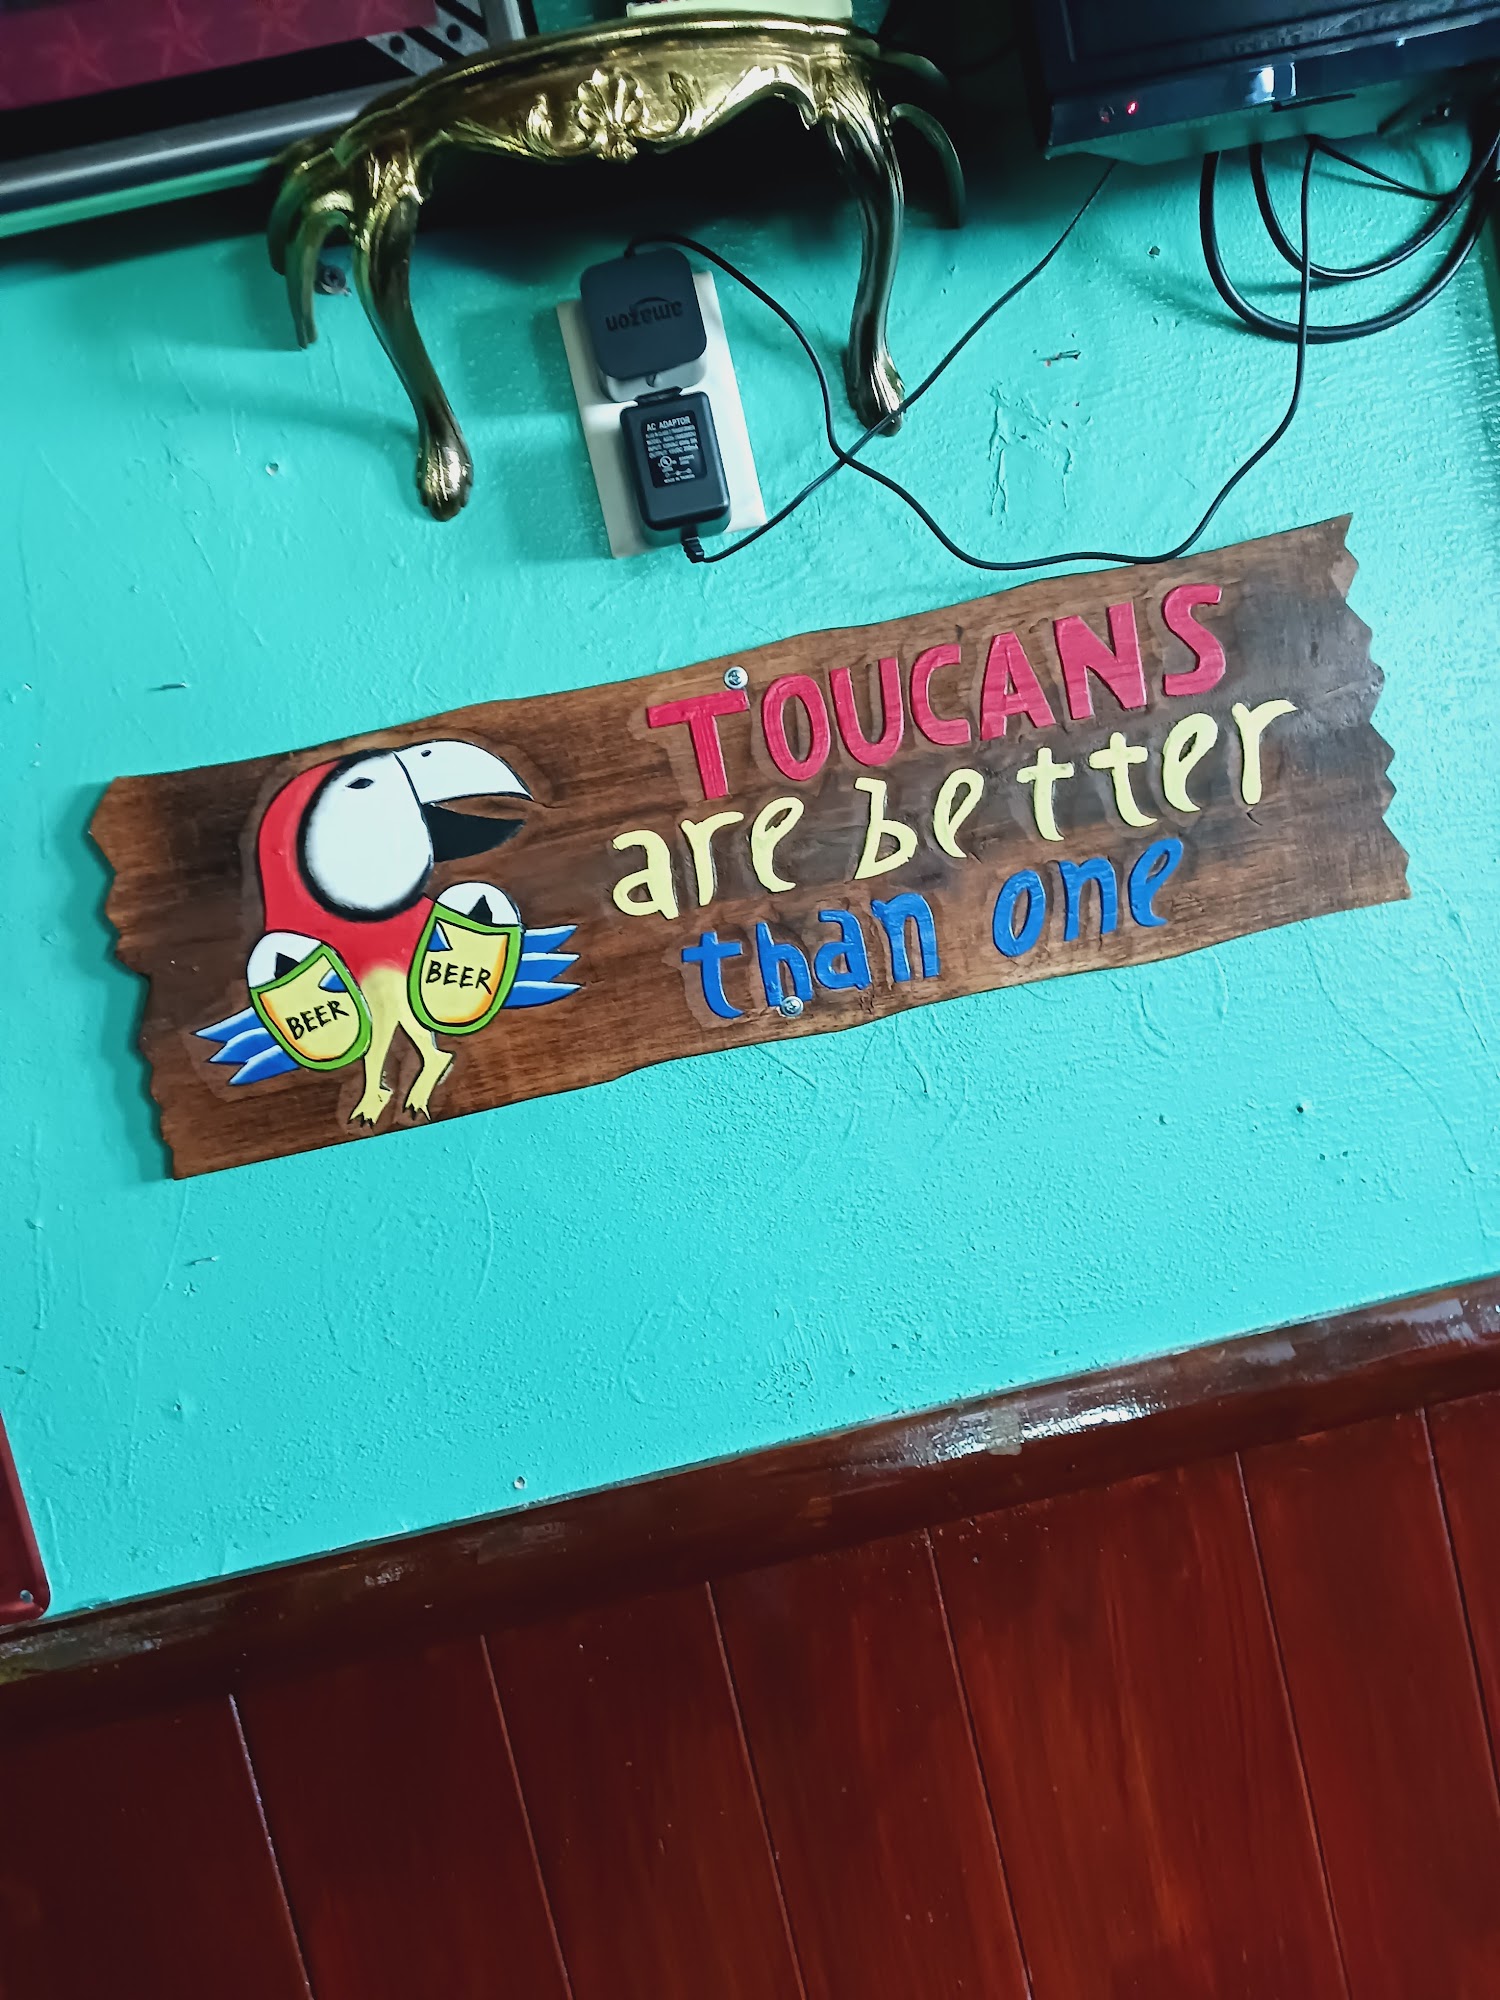 amazon
AC ADAPTOR
TOUCANS
are better
than one
BEER
BEER